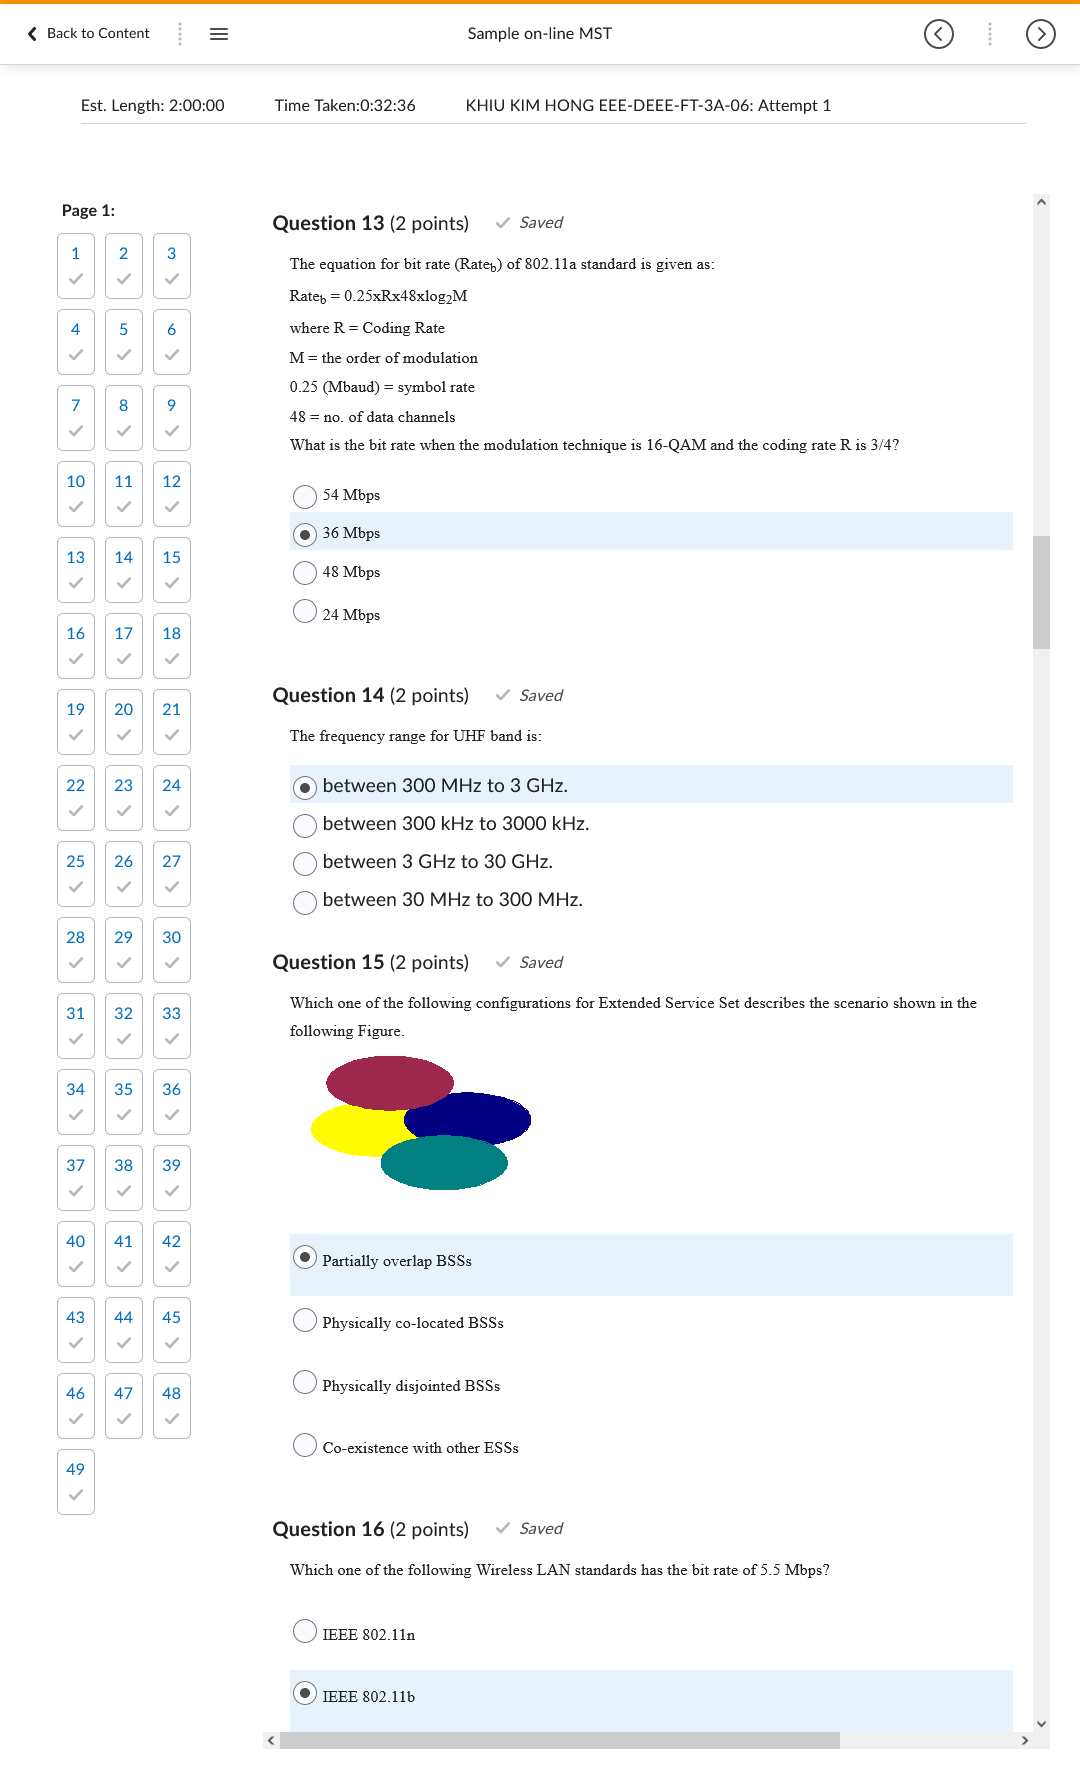 Back to Content
Sample on-line MST
Est. Length: 2:00:00 Time Taken:0:32:36 KHIU KIM HONG EEE-DEEE-FT-3A-06: Attempt 1
Page 1:
1 2 3
4 5 6
7 8 9
10 11 12
13 14 15
16 17 18
19 20 21
22 23 24
25 26 27
28 29 30
31 32 33
34 35 36
37 38 39
40 41 42
43 44 45
46 47 48
49
Question 13 (2 points) Saved
The equation for bit rate (Rate_b) of 802.11a standard is given as:
Rate_b = 0.25xRx48xlog₂M
where R = Coding Rate
M = the order of modulation
0.25 (Mbaud) = symbol rate
48 = no. of data channels
What is the bit rate when the modulation technique is 16-QAM and the coding rate R is 3/4?
54 Mbps
36 Mbps
48 Mbps
24 Mbps
Question 14 (2 points) Saved
The frequency range for UHF band is:
between 300 MHz to 3 GHz.
between 300 kHz to 3000 kHz.
between 3 GHz to 30 GHz.
between 30 MHz to 300 MHz.
Question 15 (2 points) Saved
Which one of the following configurations for Extended Service Set describes the scenario shown in the
following Figure.
Partially overlap BSSs
Physically co-located BSSs
Physically disjointed BSSs
Co-existence with other ESSs
Question 16 (2 points) Saved
Which one of the following Wireless LAN standards has the bit rate of 5.5 Mbps?
IEEE 802.11n
IEEE 802.11b